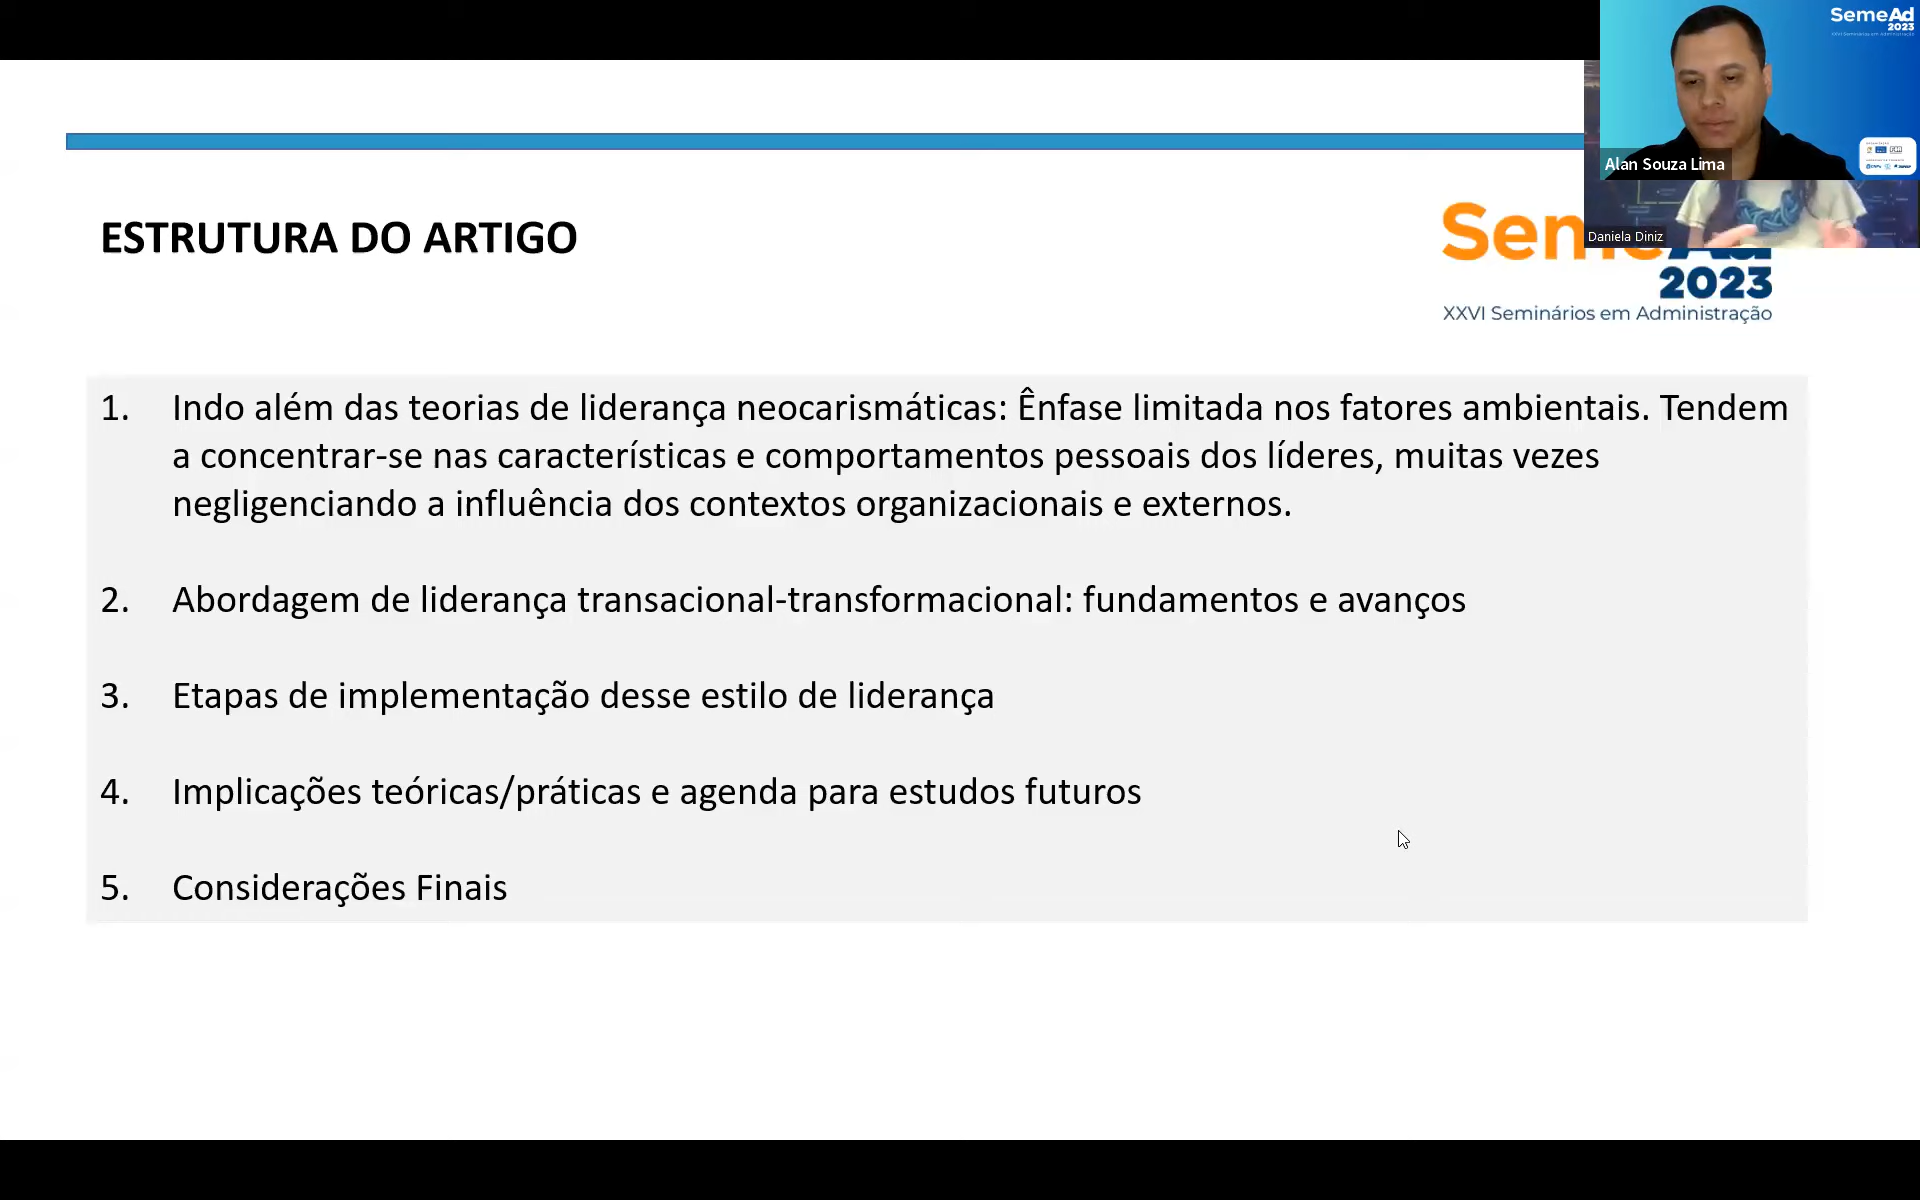 SemeAd
2023
XXVI Seminários em Administração
Alan Souza Lima
Daniela Diniz
ESTRUTURA DO ARTIGO
2023
XXVI Seminários em Administração
1. Indo além das teorias de liderança neocarismáticas: Ênfase limitada nos fatores ambientais. Tendem
a concentrar-se nas características e comportamentos pessoais dos líderes, muitas vezes
negligenciando a influência dos contextos organizacionais e externos.
2. Abordagem de liderança transacional-transformacional: fundamentos e avanços
3. Etapas de implementação desse estilo de liderança
4. Implicações teóricas/práticas e agenda para estudos futuros
5. Considerações Finais